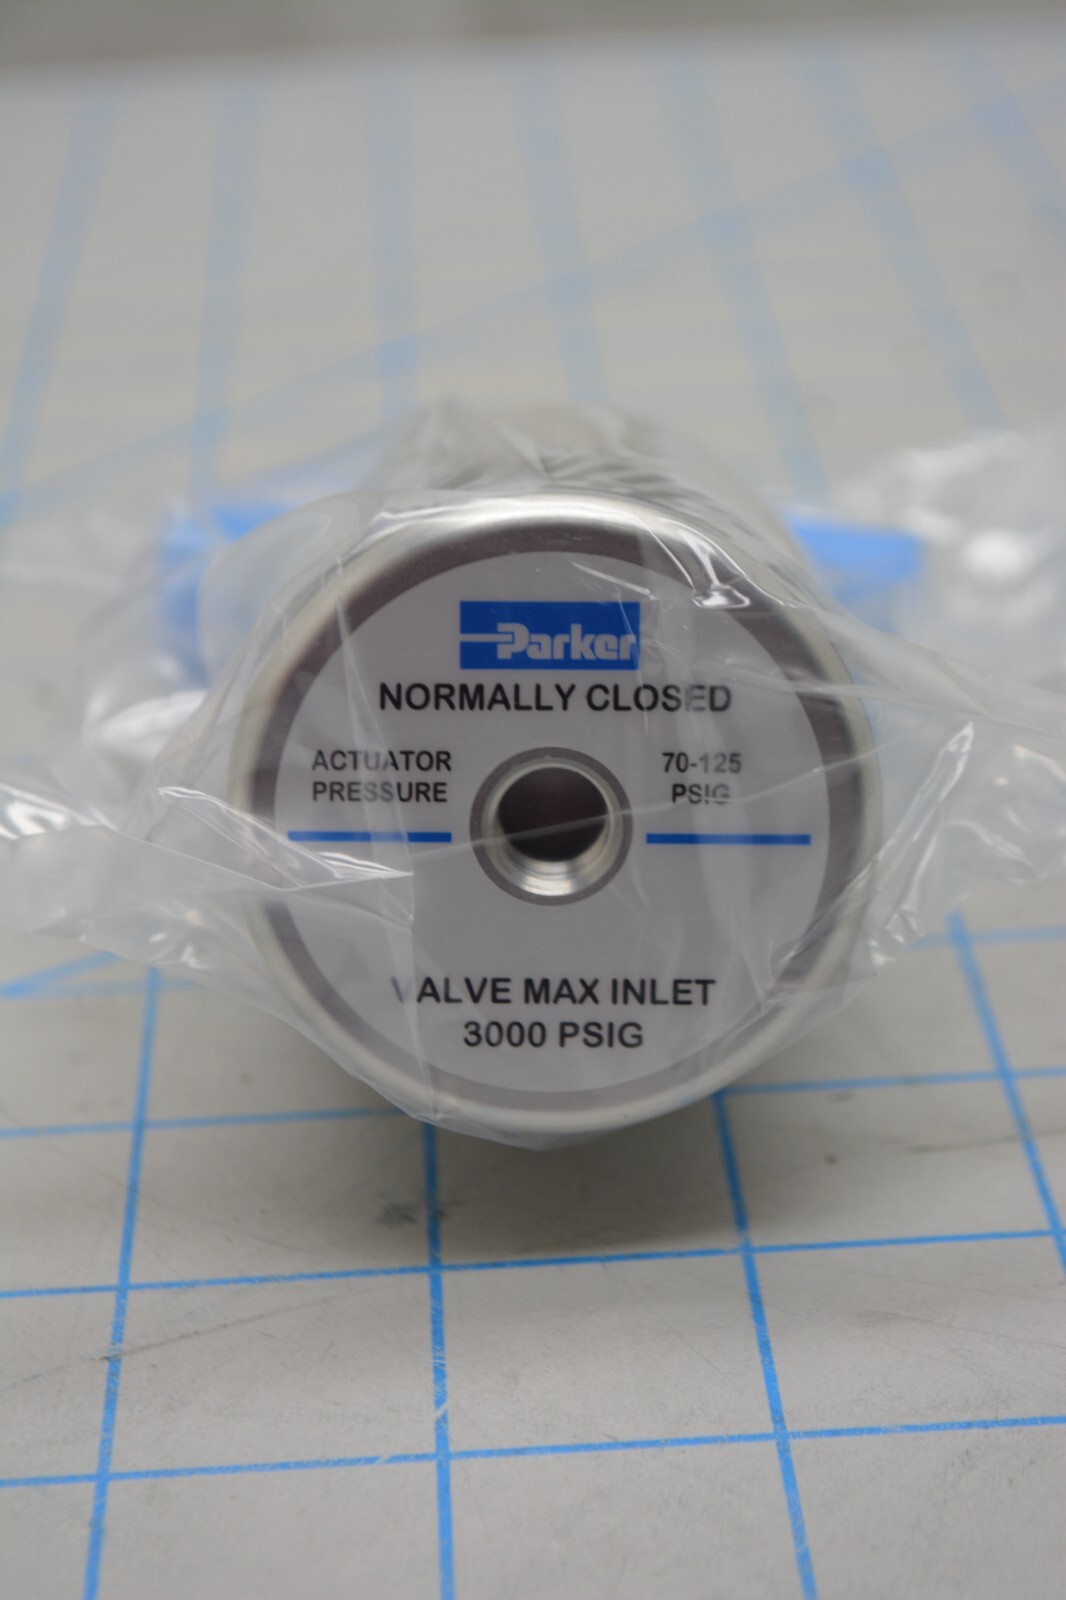 Parker
NORMALLY CLOSED
ACTUATOR
PRESSURE
70-125
PSIG
VALVE MAX INLET
3000 PSIG